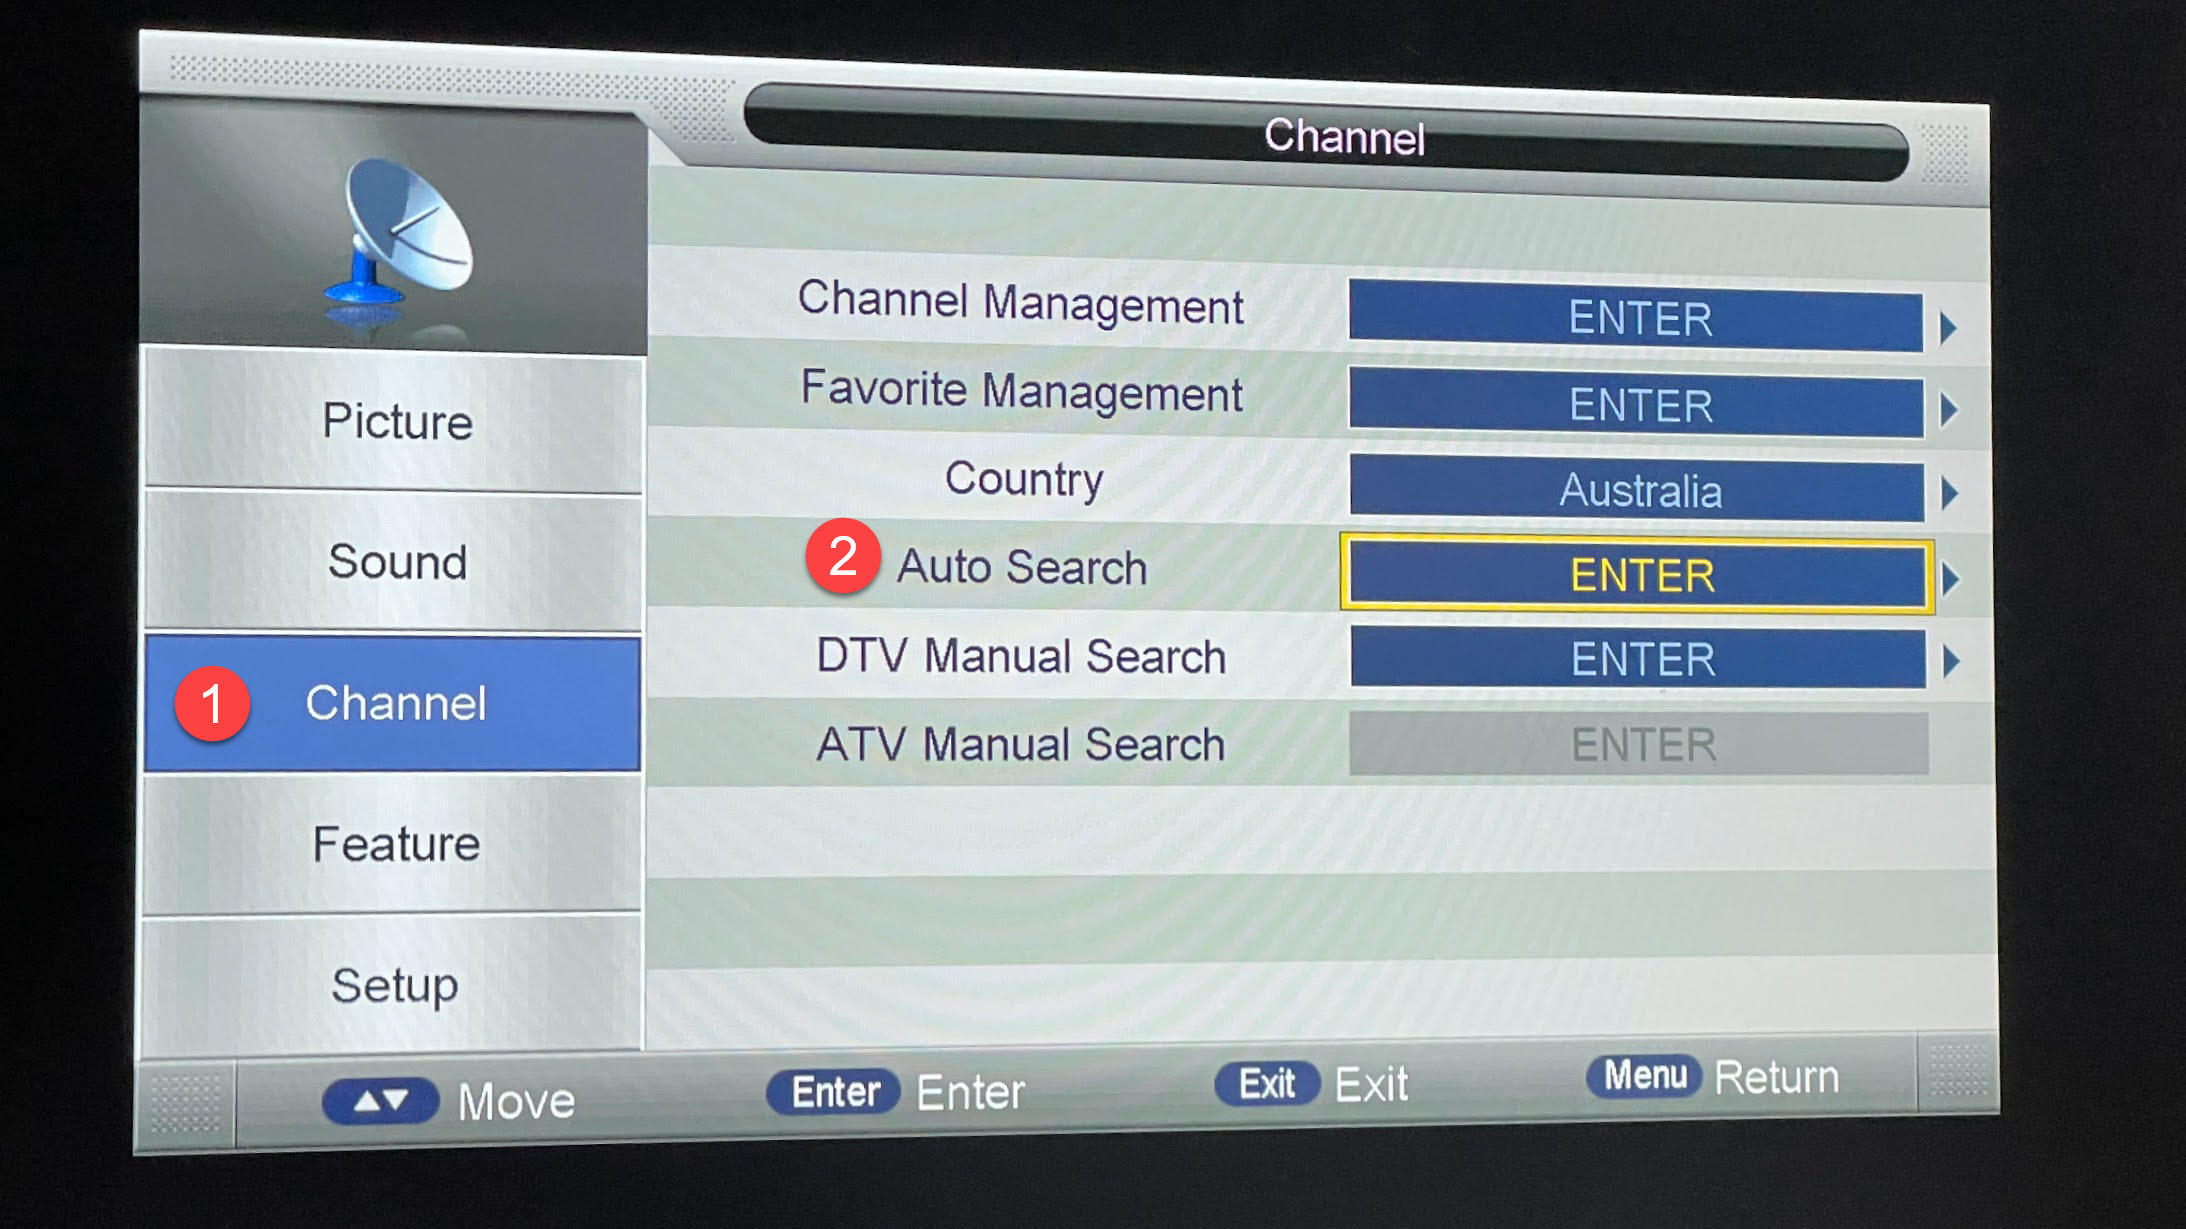 Channel
Picture
Sound
1 Channel
Feature
Setup
Channel Management ENTER
Favorite Management ENTER
Country Australia
2 Auto Search ENTER
DTV Manual Search ENTER
ATV Manual Search ENTER
▲▼ Move Enter Enter Exit Exit Menu Return